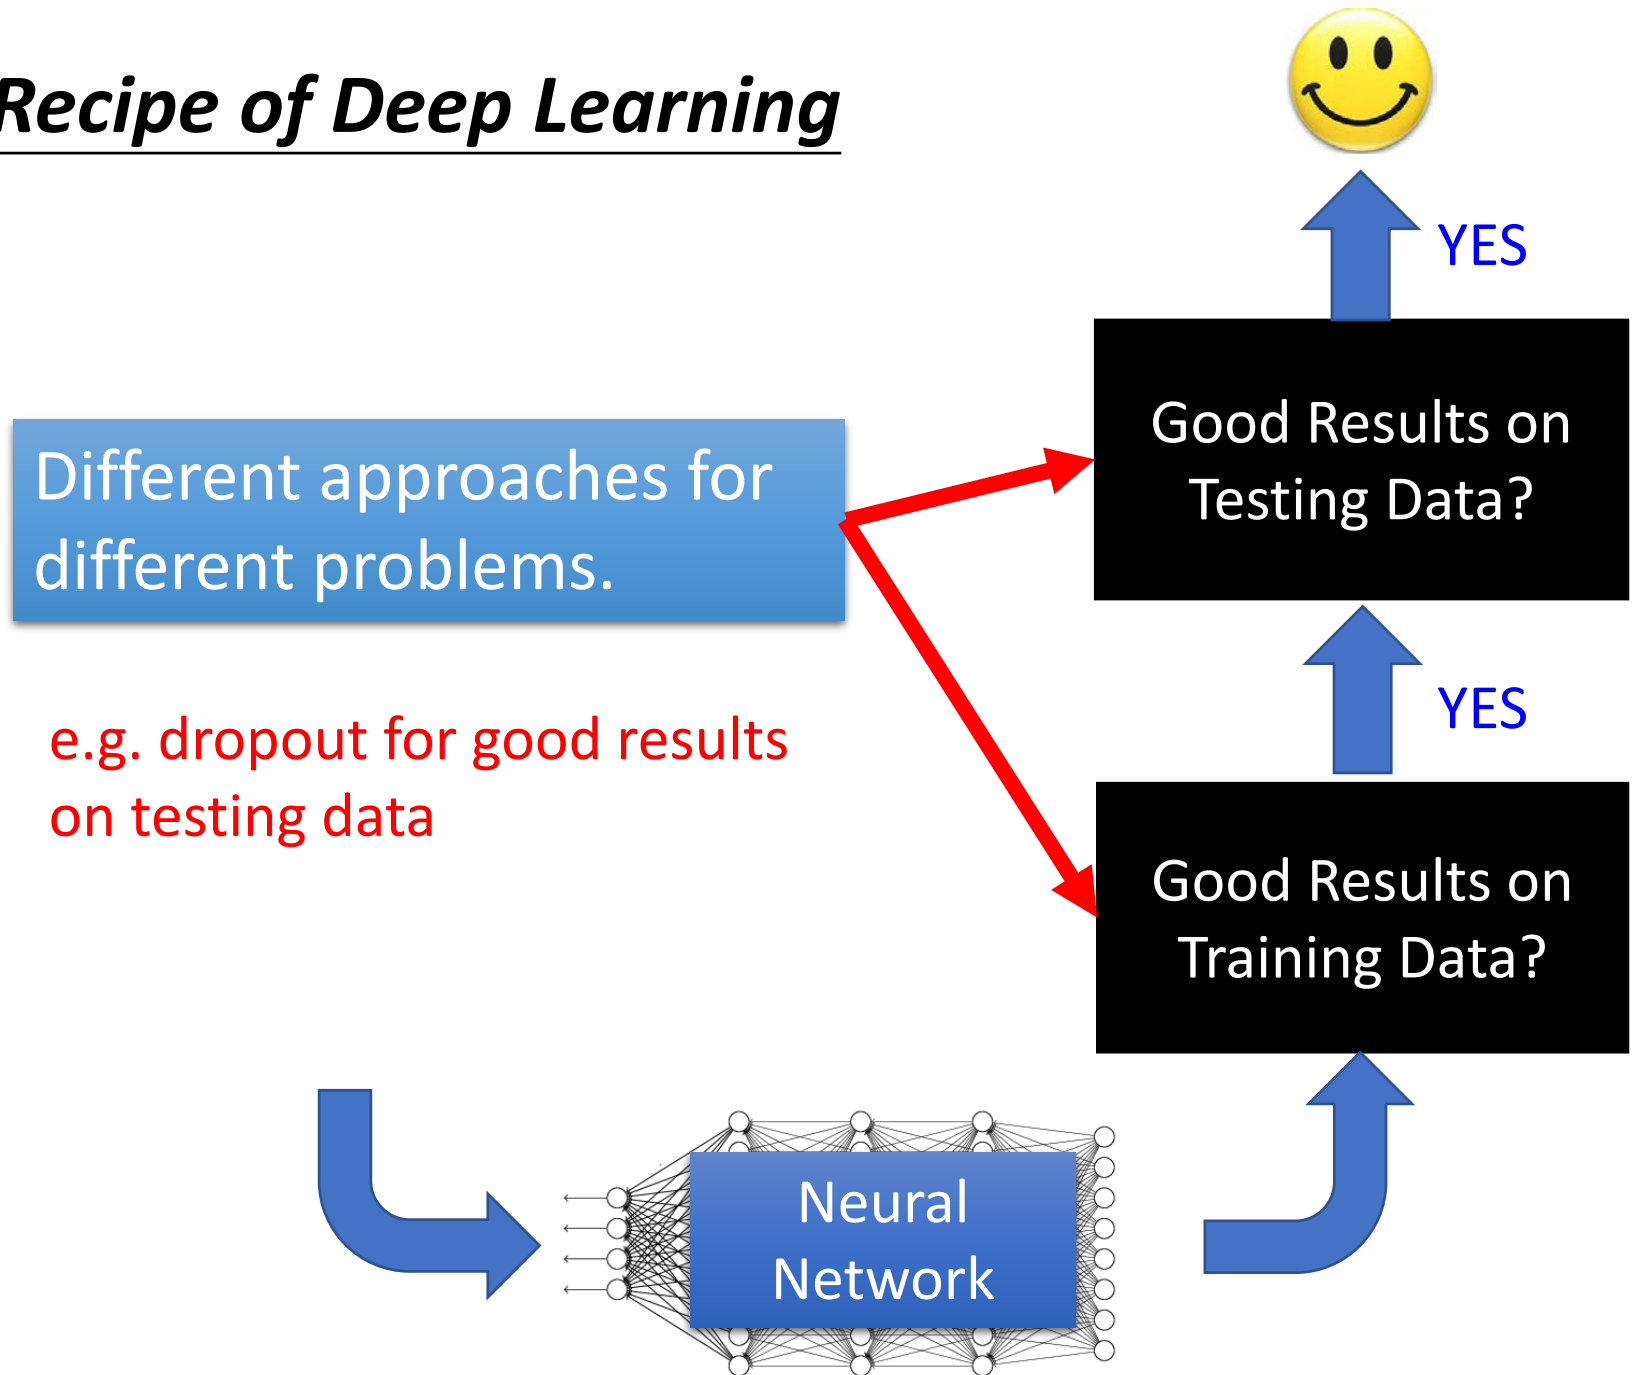 Recipe of Deep Learning
YES
Good Results on
Testing Data?
Different approaches for
different problems.
YES
e.g. dropout for good results
on testing data
Good Results on
Training Data?
Neural
Network